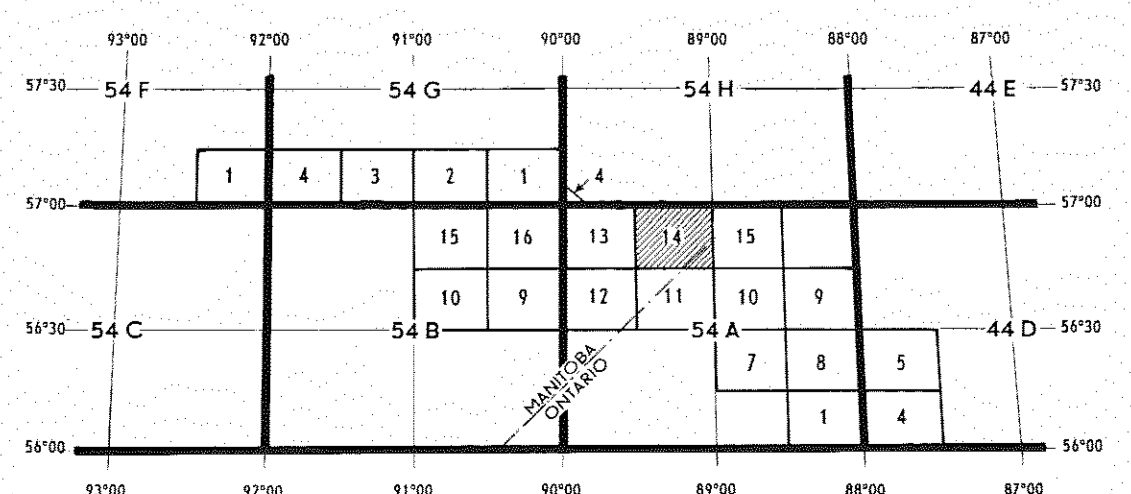 93°00 92°00 91°00 90°00 89°00 88°00 87°00
57°30 54 F 54 G 54 H 44 E 57°30
1 4 3 2 1 4
57°00 57°00
15 16 13 14 15
10 9 12 11 10 9
56°30 54 C 54 B 54 A 44 D 56°30
7 8 5
MANITOBA
ONTARIO
1 4
56°00 56°00
93°00 92°00 91°00 90°00 89°00 88°00 87°00